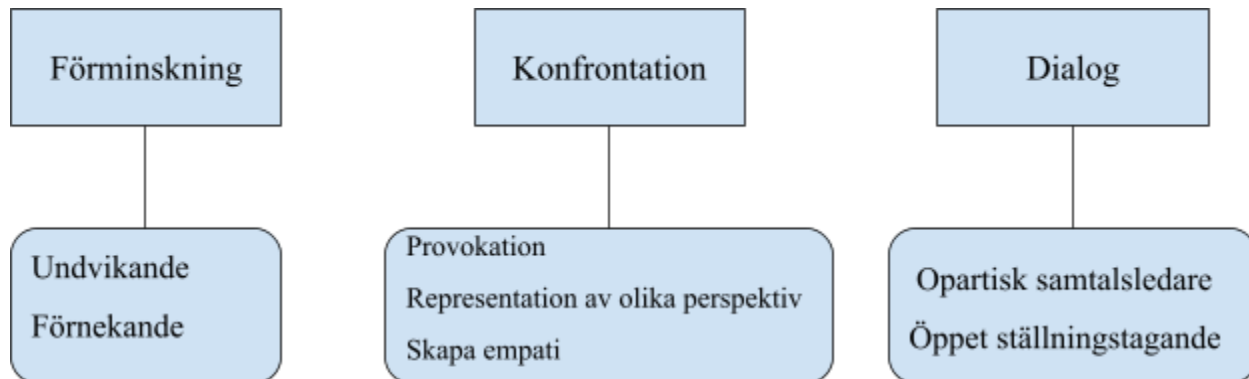 Förminskning
Undvikande
Förnekande
Konfrontation
Provokation
Representation av olika perspektiv
Skapa empati
Dialog
Opartisk samtalsledare
Öppet ställningstagande